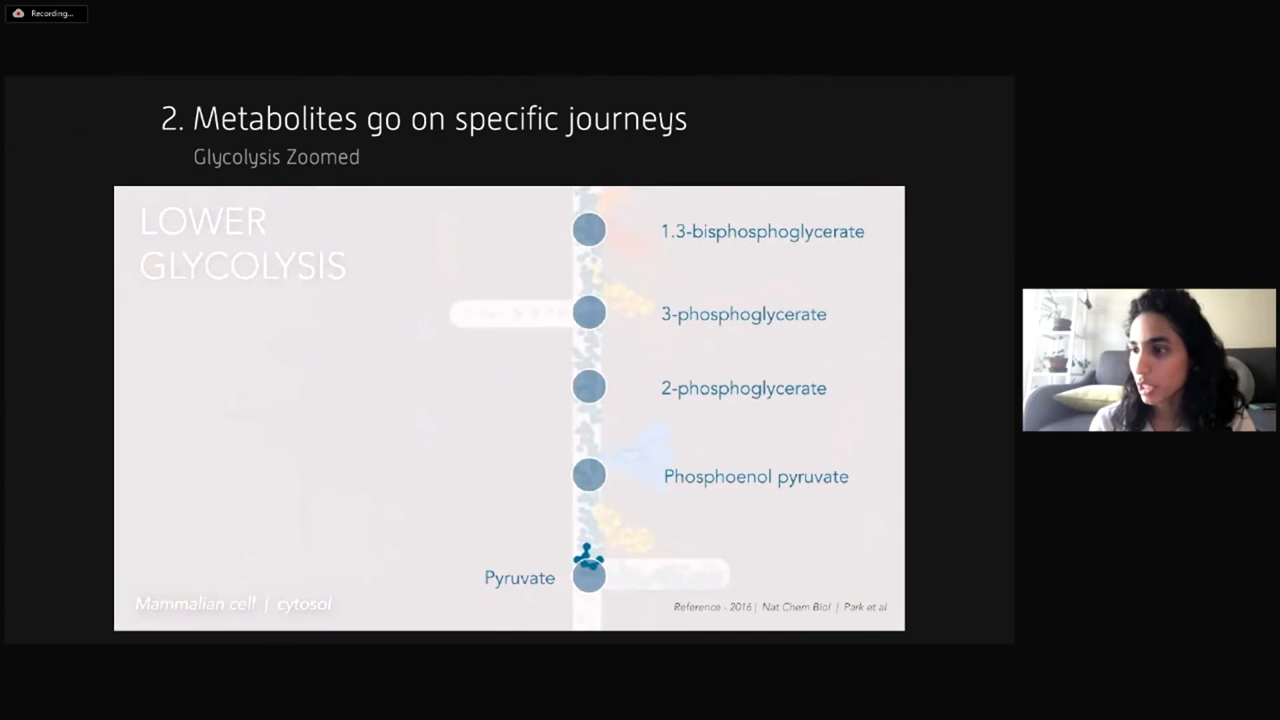 Recording...
2. Metabolites go on specific journeys
Glycolysis Zoomed
LOWER
GLYCOLYSIS
1.3-bisphosphoglycerate
3-phosphoglycerate
2-phosphoglycerate
Phosphoenol pyruvate
Pyruvate
Mammalian cell | cytosol
Reference - 2016 | Nat Chem Biol | Park et al